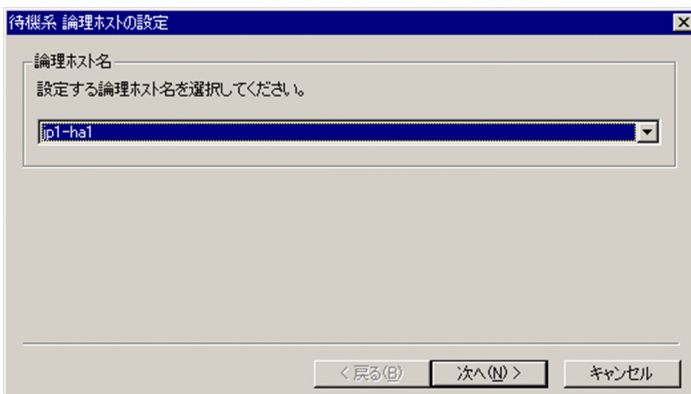 待機系 論理ホストの設定
論理ホスト名
設定する論理ホスト名を選択してください。
jp1-ha1
< 戻る(B)
次へ(N) >
キャンセル